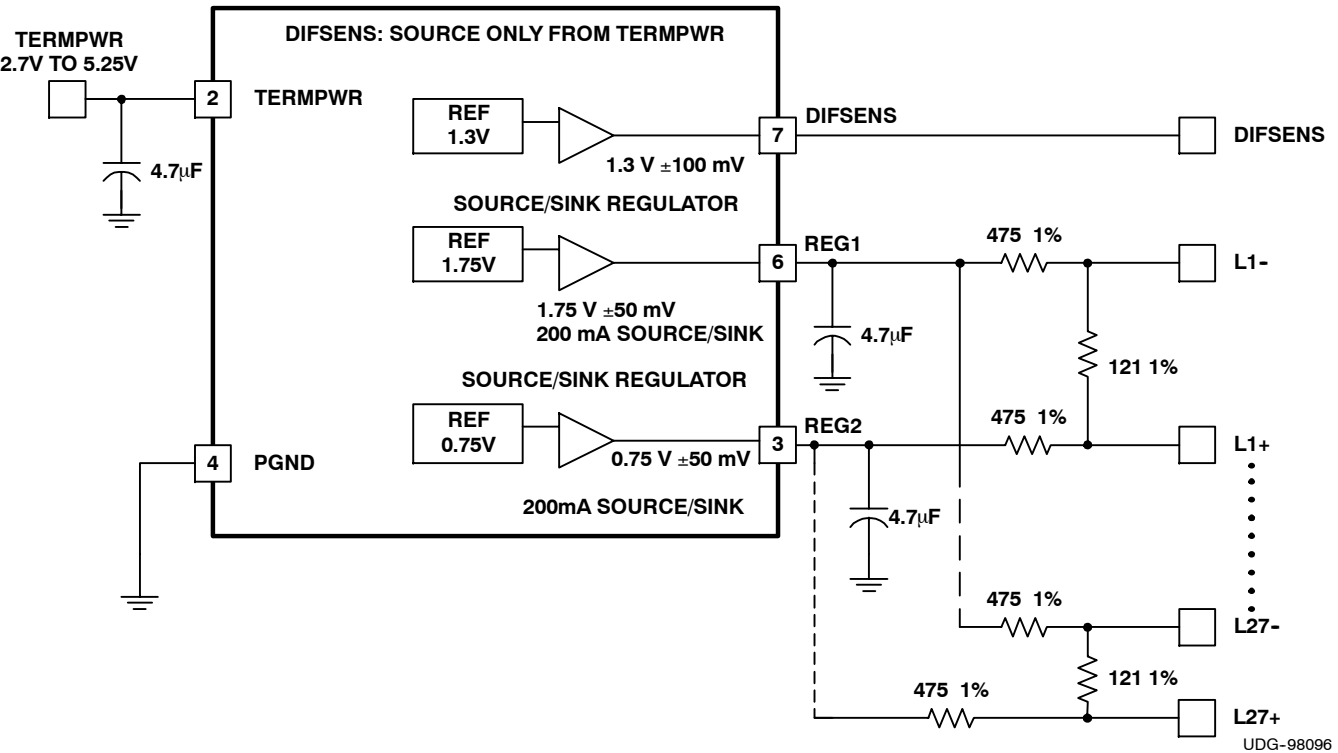 DIFSENS: SOURCE ONLY FROM TERMPWR
TERMPWR
2.7V TO 5.25V
2
TERMPWR
4.7μF
REF
1.3V
7
DIFSENS
DIFSENS
1.3 V ±100 mV
SOURCE/SINK REGULATOR
REF
1.75V
6
REG1
475 1%
L1-
1.75 V ±50 mV
200 mA SOURCE/SINK
4.7μF
121 1%
SOURCE/SINK REGULATOR
REF
0.75V
3
REG2
475 1%
L1+
0.75 V ±50 mV
4
PGND
200mA SOURCE/SINK
4.7μF
475 1%
L27-
121 1%
475 1%
L27+
UDG-98096